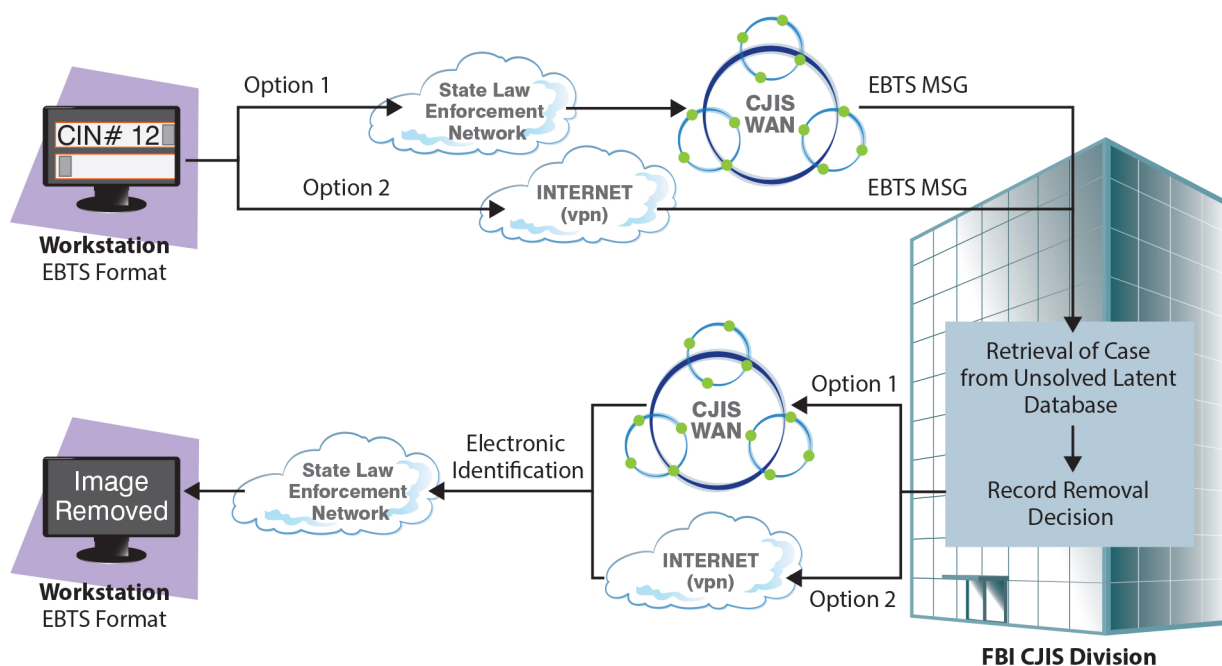 Option 1
State Law
Enforcement
Network
CJIS
WAN
EBTS MSG
CIN# 12
Option 2
INTERNET
(vpn)
EBTS MSG
Workstation
EBTS Format
Retrieval of Case
from Unsolved Latent
Database
Record Removal
Decision
Option 1
CJIS
WAN
Electronic
Identification
State Law
Enforcement
Network
Image
Removed
INTERNET
(vpn)
Option 2
Workstation
EBTS Format
FBI CJIS Division